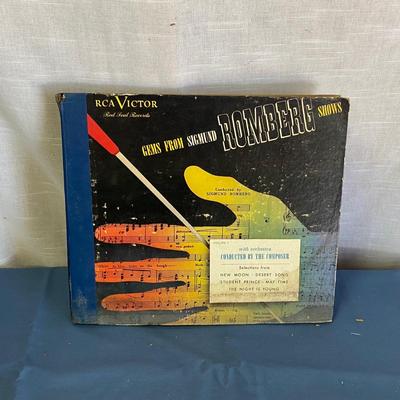 RCA VICTOR
Red Seal Records
GEMS FROM SIGMUND ROMBERG SHOWS
Conducted by
SIGMUND ROMBERG
with orchestra
CONDUCTED BY THE COMPOSER
Selections from
NEW MOON · DESERT SONG
STUDENT PRINCE · MAY TIME
THE NIGHT IS YOUNG